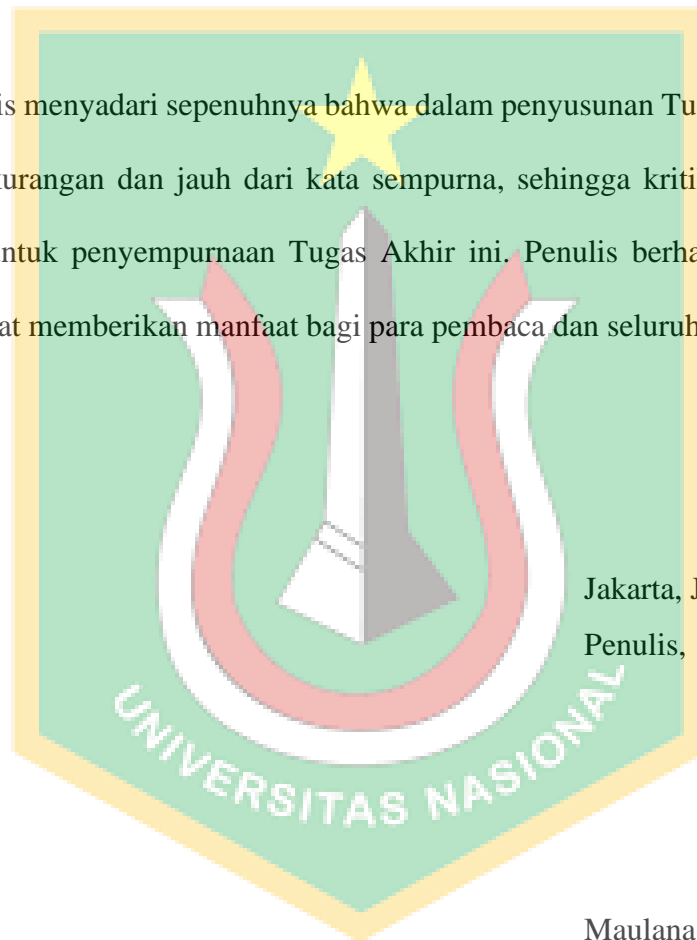 is menyadari sepenuhnya bahwa dalam penyusunan Tu
kurangan dan jauh dari kata sempurna, sehingga kriti
ntuk penyempurnaan Tugas Akhir ini. Penulis berha
at memberikan manfaat bagi para pembaca dan seluruh
Jakarta, J
Penulis,
UNIVERSITAS NASIONAL
Maulana